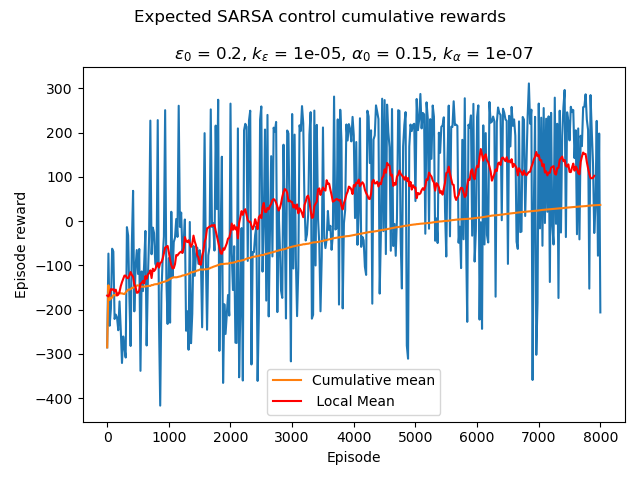 Expected SARSA control cumulative rewards
ε₀ = 0.2, kₑ = 1e-05, α₀ = 0.15, kₐ = 1e-07
300
200
100
0
−100
−200
−300
−400
Episode reward
Cumulative mean
Local Mean
0 1000 2000 3000 4000 5000 6000 7000 8000
Episode